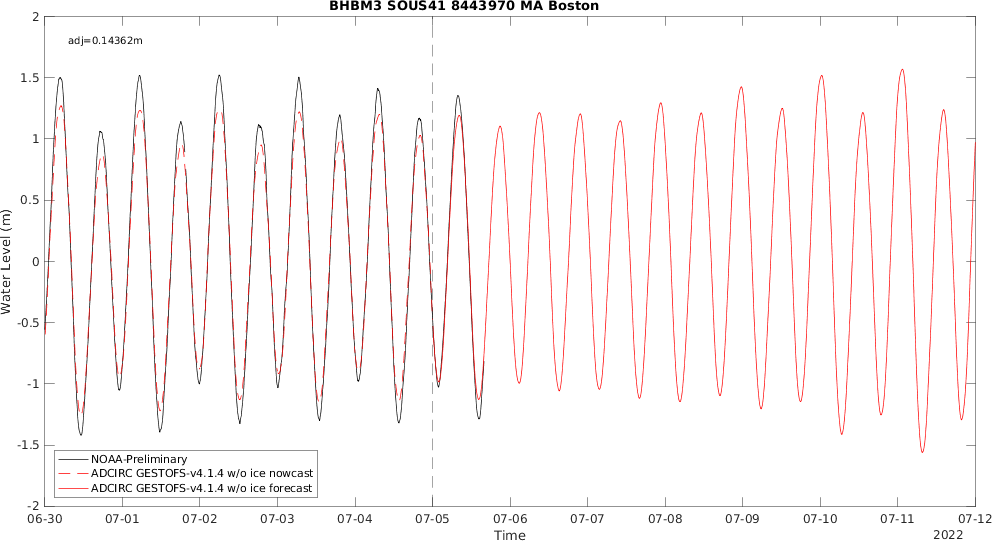 BHBM3 SOUS41 8443970 MA Boston
adj=0.14362m
2
1.5
1
0.5
0
-0.5
-1
-1.5
-2
Water Level (m)
NOAA-Preliminary
ADCIRC GESTOFS-v4.1.4 w/o ice nowcast
ADCIRC GESTOFS-v4.1.4 w/o ice forecast
06-30 07-01 07-02 07-03 07-04 07-05 07-06 07-07 07-08 07-09 07-10 07-11 07-12
Time
2022